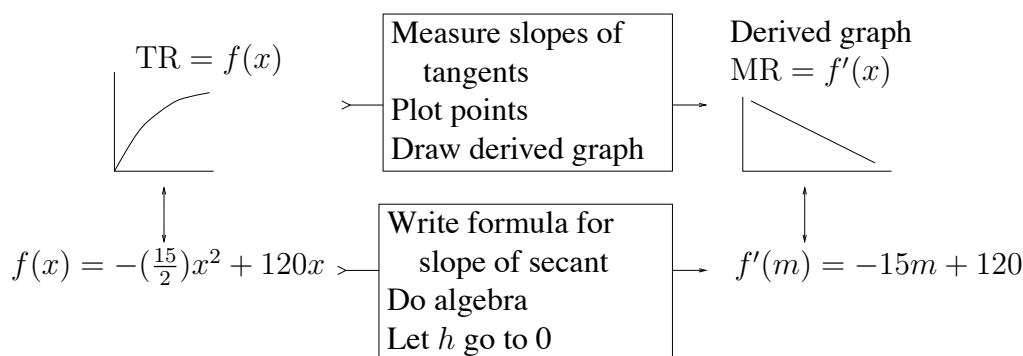 TR = f(x)
Measure slopes of
tangents
Plot points
Draw derived graph
Derived graph
MR = f′(x)
f(x) = −(15/2)x² + 120x
Write formula for
slope of secant
Do algebra
Let h go to 0
f′(m) = −15m + 120